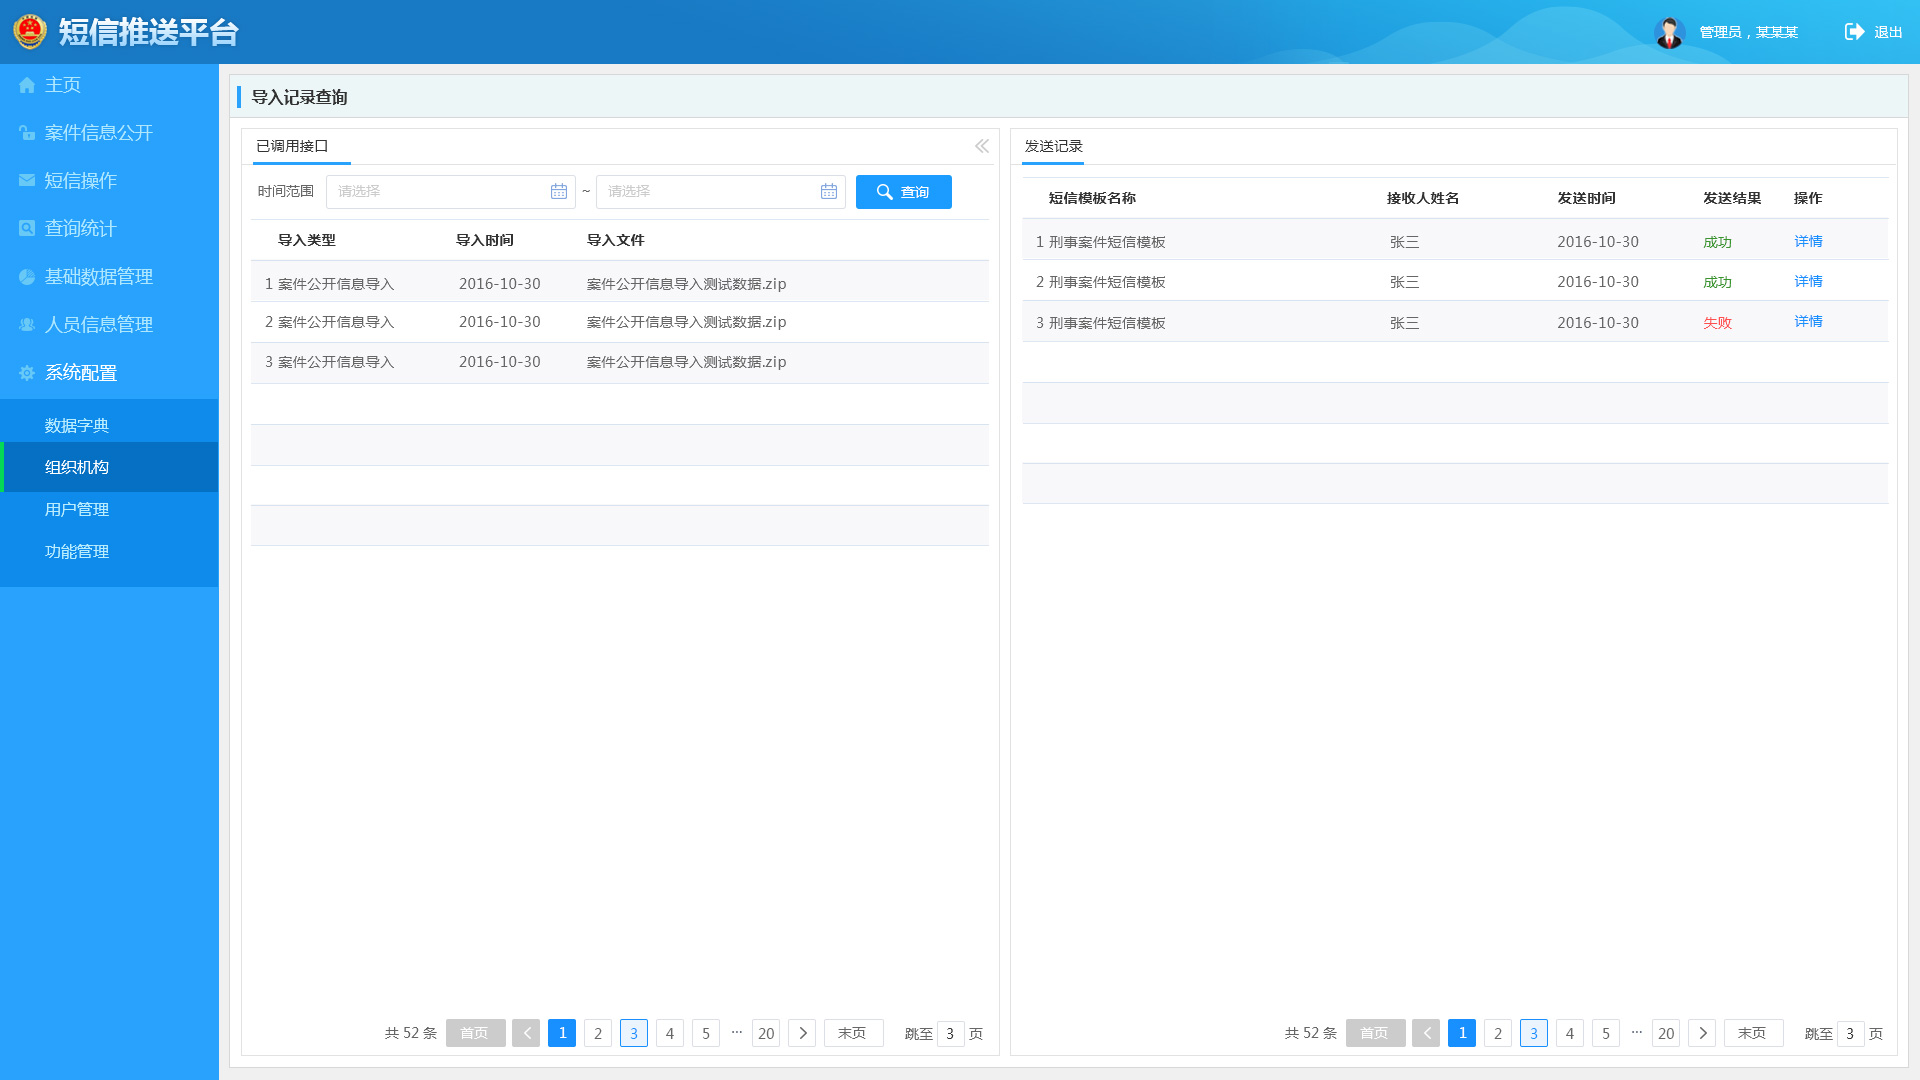 短信推送平台
管理员，某某某
退出
主页
案件信息公开
短信操作
查询统计
基础数据管理
人员信息管理
系统配置
数据字典
组织机构
用户管理
功能管理
导入记录查询
已调用接口
时间范围 请选择 ~ 请选择 查询
导入类型 导入时间 导入文件
1 案件公开信息导入 2016-10-30 案件公开信息导入测试数据.zip
2 案件公开信息导入 2016-10-30 案件公开信息导入测试数据.zip
3 案件公开信息导入 2016-10-30 案件公开信息导入测试数据.zip
共 52 条 首页 < 1 2 3 4 5 ··· 20 > 末页 跳至 3 页
发送记录
短信模板名称 接收人姓名 发送时间 发送结果 操作
1 刑事案件短信模板 张三 2016-10-30 成功 详情
2 刑事案件短信模板 张三 2016-10-30 成功 详情
3 刑事案件短信模板 张三 2016-10-30 失败 详情
共 52 条 首页 < 1 2 3 4 5 ··· 20 > 末页 跳至 3 页